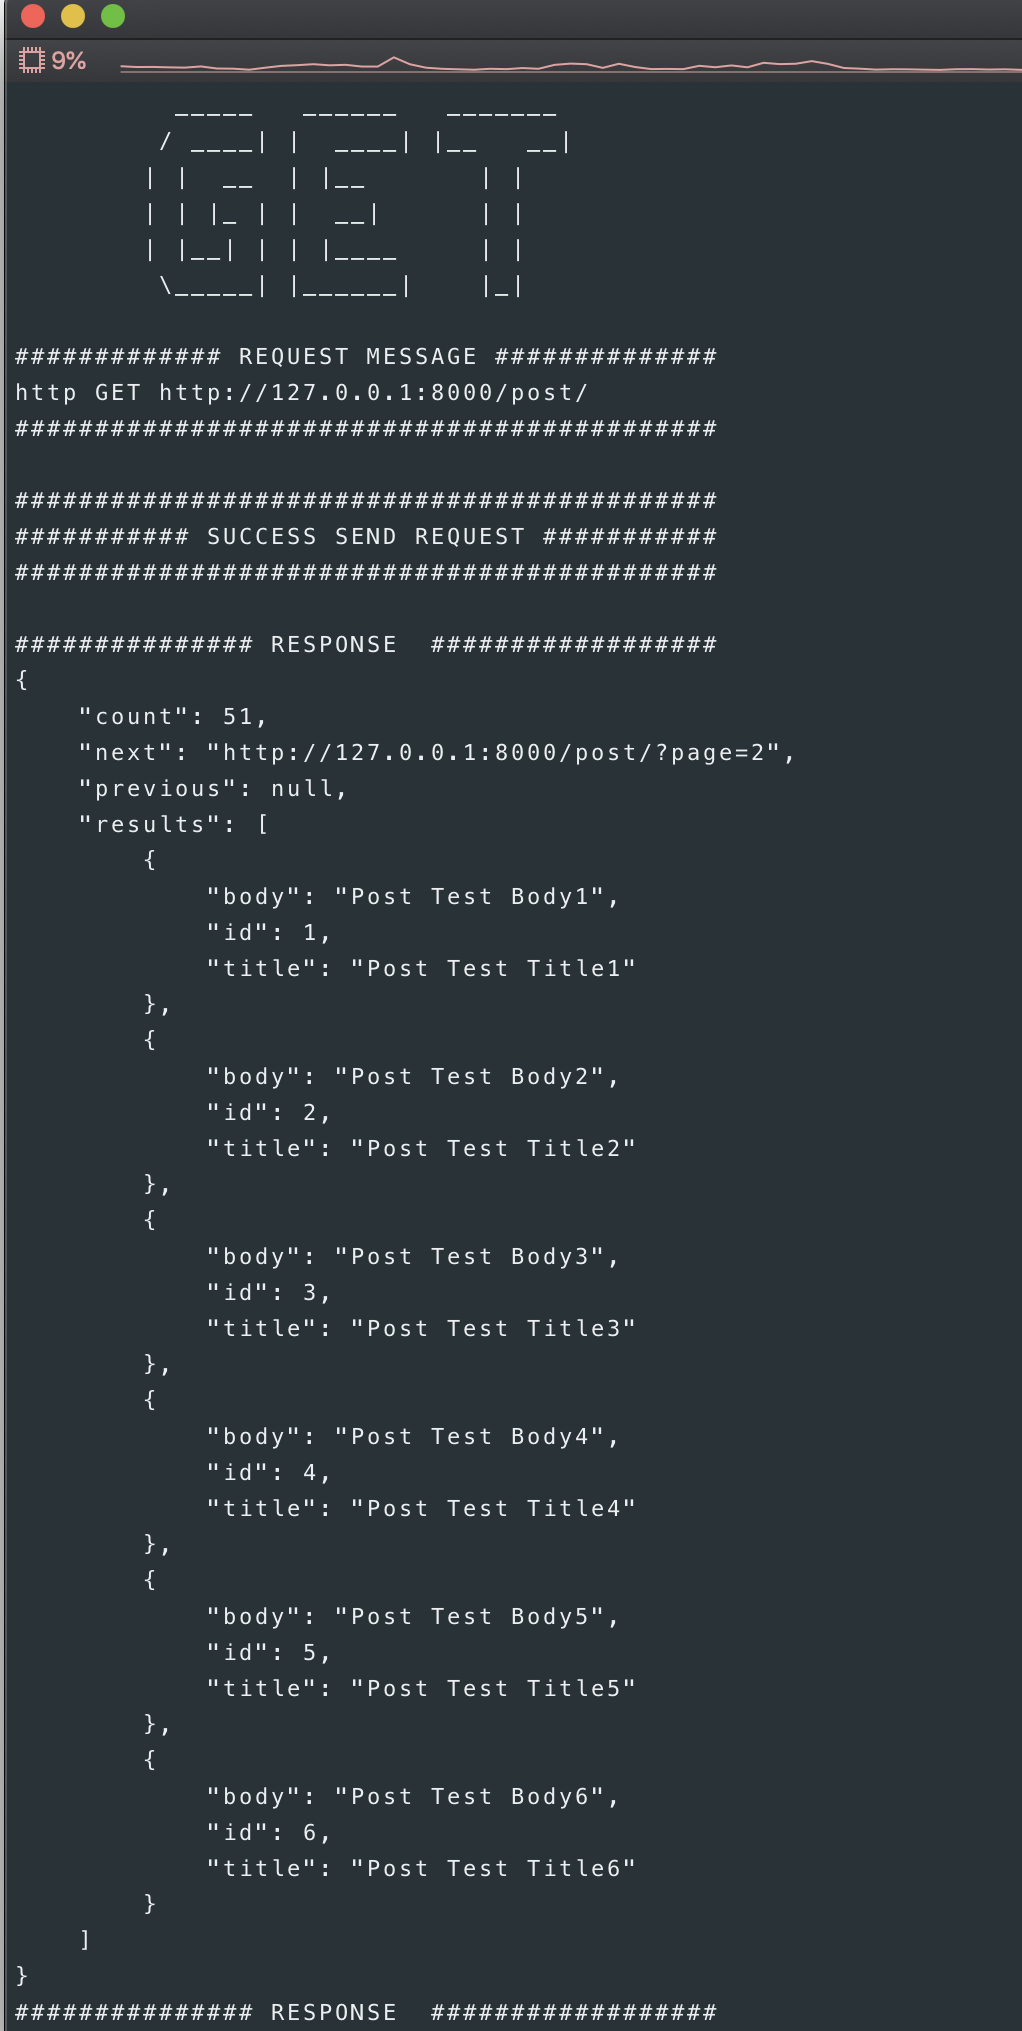 9%
          _____   ______   _______
         / ____| |  ____| |__   __|
        | |  __  | |__       | |
        | | |_ | |  __|      | |
        | |__| | | |____     | |
         \_____| |______|    |_|

############# REQUEST MESSAGE ##############
http GET http://127.0.0.1:8000/post/
############################################

############################################
########### SUCCESS SEND REQUEST ###########
############################################

############### RESPONSE  ##################
{
    "count": 51,
    "next": "http://127.0.0.1:8000/post/?page=2",
    "previous": null,
    "results": [
        {
            "body": "Post Test Body1",
            "id": 1,
            "title": "Post Test Title1"
        },
        {
            "body": "Post Test Body2",
            "id": 2,
            "title": "Post Test Title2"
        },
        {
            "body": "Post Test Body3",
            "id": 3,
            "title": "Post Test Title3"
        },
        {
            "body": "Post Test Body4",
            "id": 4,
            "title": "Post Test Title4"
        },
        {
            "body": "Post Test Body5",
            "id": 5,
            "title": "Post Test Title5"
        },
        {
            "body": "Post Test Body6",
            "id": 6,
            "title": "Post Test Title6"
        }
    ]
}
############### RESPONSE  ##################